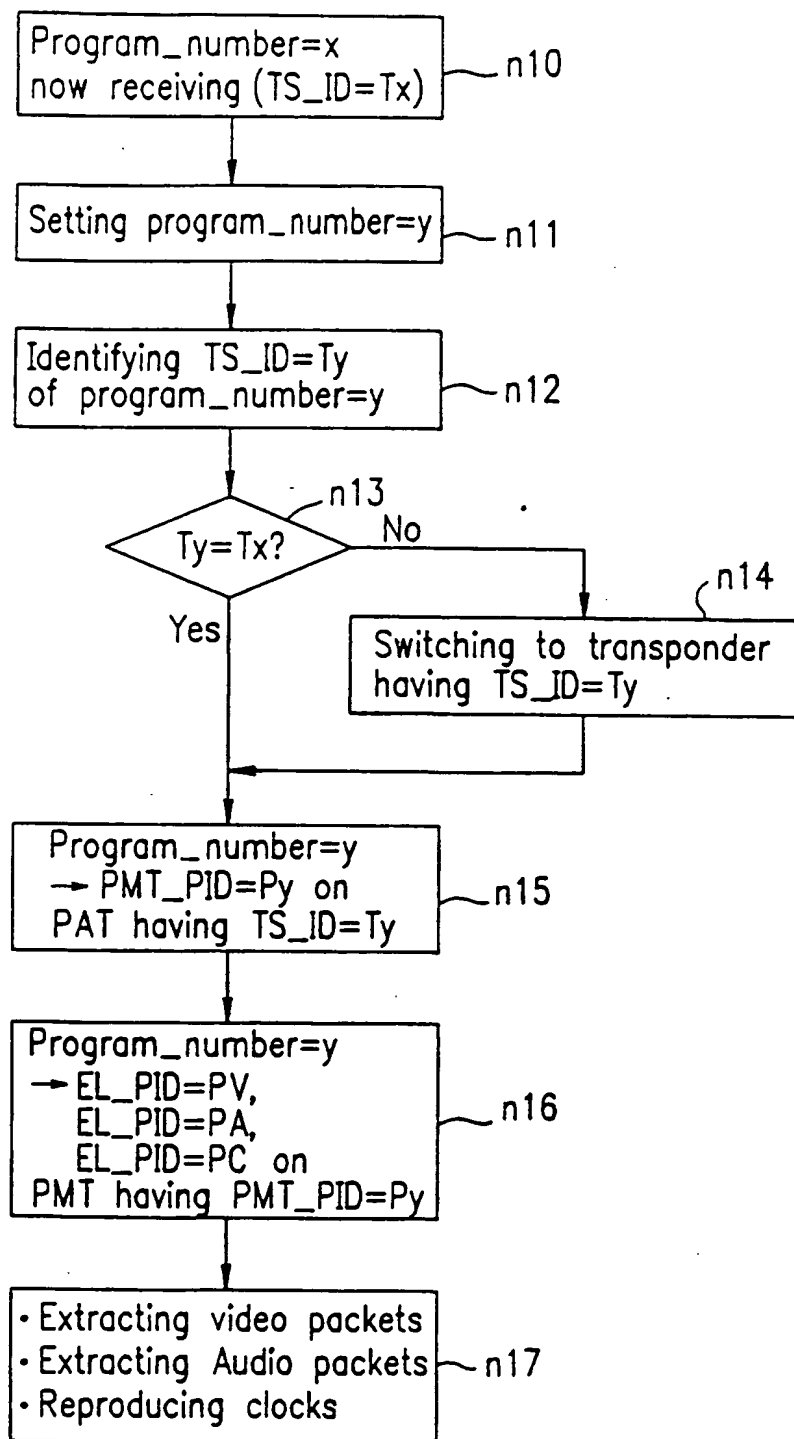 Program_number=x
now receiving (TS_ID=Tx)
n10
Setting program_number=y
n11
Identifying TS_ID=Ty
of program_number=y
n12
n13
Ty=Tx?
No
Yes
n14
Switching to transponder
having TS_ID=Ty
Program_number=y
→ PMT_PID=Py on
PAT having TS_ID=Ty
n15
Program_number=y
→ EL_PID=PV,
EL_PID=PA,
EL_PID=PC on
PMT having PMT_PID=Py
n16
· Extracting video packets
· Extracting Audio packets
· Reproducing clocks
n17